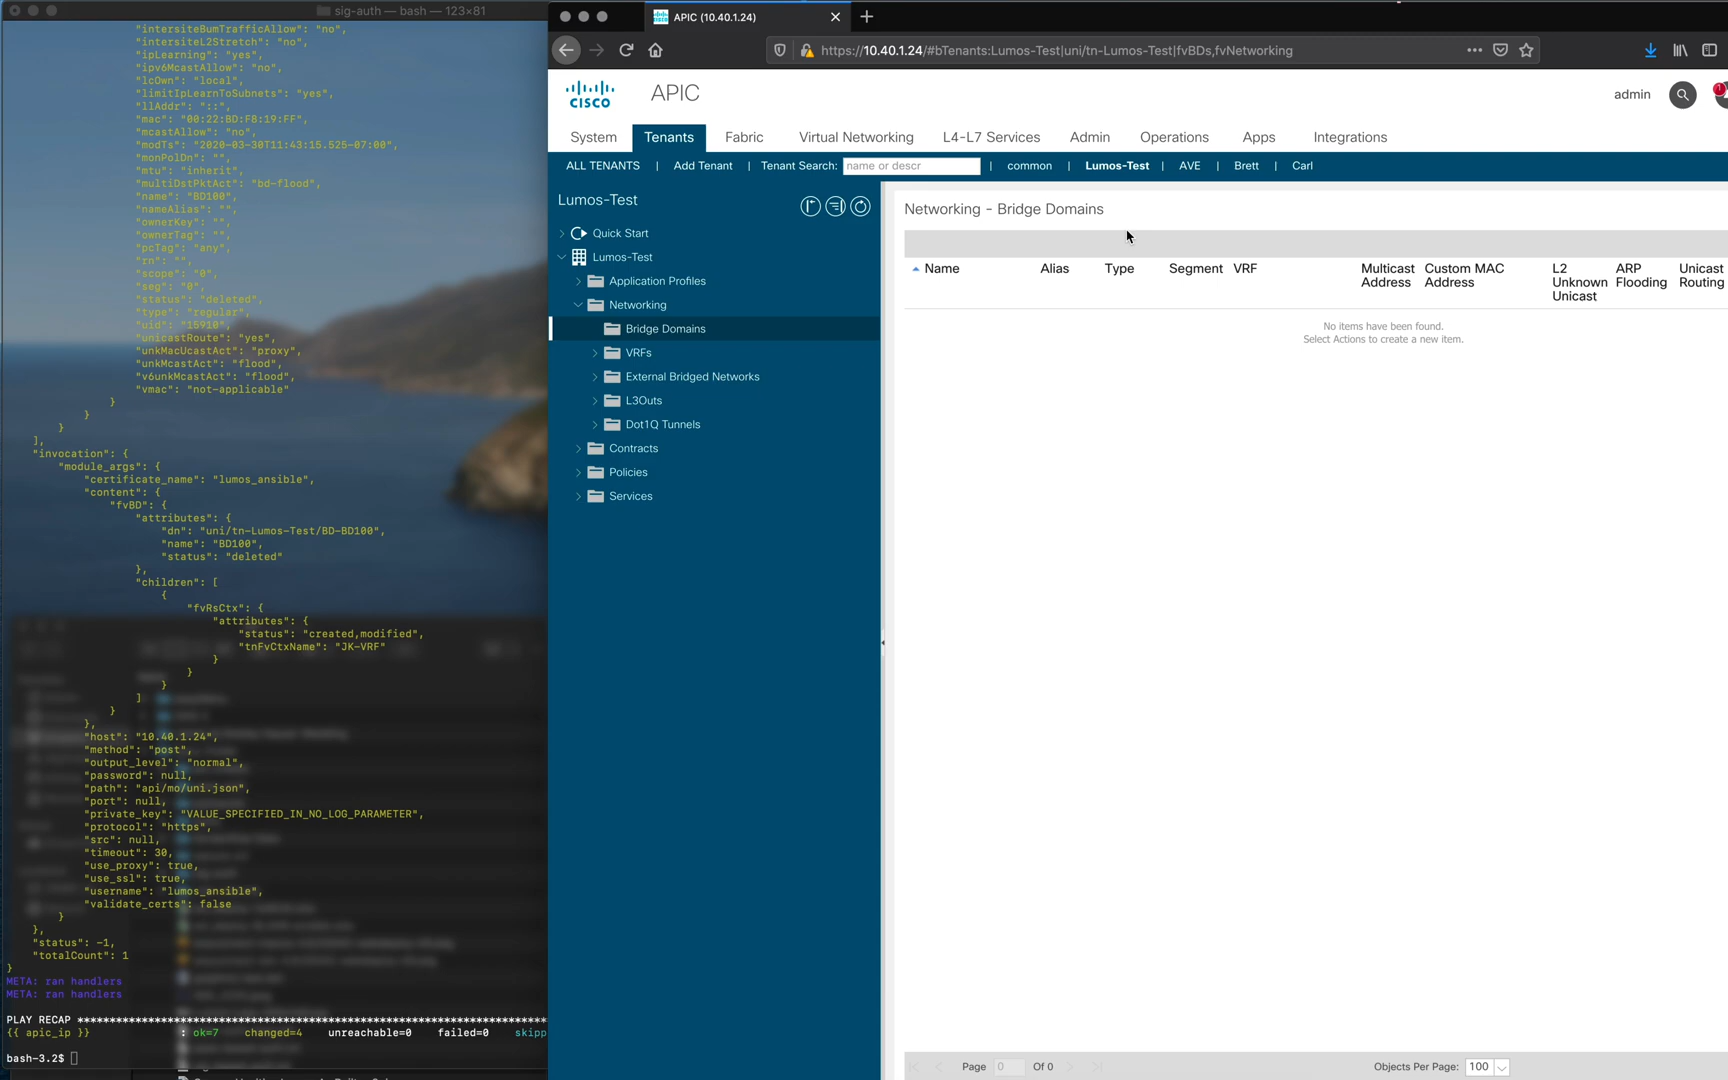 sig-auth — bash — 123×81
"intersiteBumTrafficAllow": "no",
"intersiteL2Stretch": "no",
"ipLearning": "yes",
"ipv6McastAllow": "no",
"lcOwn": "local",
"limitIpLearnToSubnets": "yes",
"llAddr": "::",
"mac": "00:22:BD:F8:19:FF",
"mcastAllow": "no",
"modTs": "2020-03-30T11:43:15.525-07:00",
"monPolDn": "",
"mtu": "inherit",
"multiDstPktAct": "bd-flood",
"name": "BD100",
"nameAlias": "",
"ownerKey": "",
"ownerTag": "",
"pcTag": "any",
"rn": "",
"scope": "0",
"seg": "0",
"status": "deleted",
"type": "regular",
"uid": "15910",
"unicastRoute": "yes",
"unkMacUcastAct": "proxy",
"unkMcastAct": "flood",
"v6unkMcastAct": "flood",
"vmac": "not-applicable"
}
}
}
],
"invocation": {
"module_args": {
"certificate_name": "lumos_ansible",
"content": {
"fvBD": {
"attributes": {
"dn": "uni/tn-Lumos-Test/BD-BD100",
"name": "BD100",
"status": "deleted"
},
"children": [
{
"fvRsCtx": {
"attributes": {
"status": "created,modified",
"tnFvCtxName": "JK-VRF"
}
}
}
]
}
},
"host": "10.40.1.24",
"method": "post",
"output_level": "normal",
"password": null,
"path": "api/mo/uni.json",
"port": null,
"private_key": "VALUE_SPECIFIED_IN_NO_LOG_PARAMETER",
"protocol": "https",
"src": null,
"timeout": 30,
"use_proxy": true,
"use_ssl": true,
"username": "lumos_ansible",
"validate_certs": false
}
},
"status": -1,
"totalCount": 1
}
META: ran handlers
META: ran handlers
PLAY RECAP *************************************************************************
{{ apic_ip }} : ok=7 changed=4 unreachable=0 failed=0 skipp
bash-3.2$
APIC (10.40.1.24)
https://10.40.1.24/#bTenants:Lumos-Test|uni/tn-Lumos-Test|fvBDs,fvNetworking
CISCO
APIC
admin
1
System Tenants Fabric Virtual Networking L4-L7 Services Admin Operations Apps Integrations
ALL TENANTS | Add Tenant | Tenant Search: name or descr | common | Lumos-Test | AVE | Brett | Carl
Lumos-Test
Quick Start
Lumos-Test
Application Profiles
Networking
Bridge Domains
VRFs
External Bridged Networks
L3Outs
Dot1Q Tunnels
Contracts
Policies
Services
Networking - Bridge Domains
Name Alias Type Segment VRF Multicast Address Custom MAC Address L2 Unknown Unicast ARP Flooding Unicast Routing
No items have been found.
Select Actions to create a new item.
Page 0 Of 0 Objects Per Page: 100